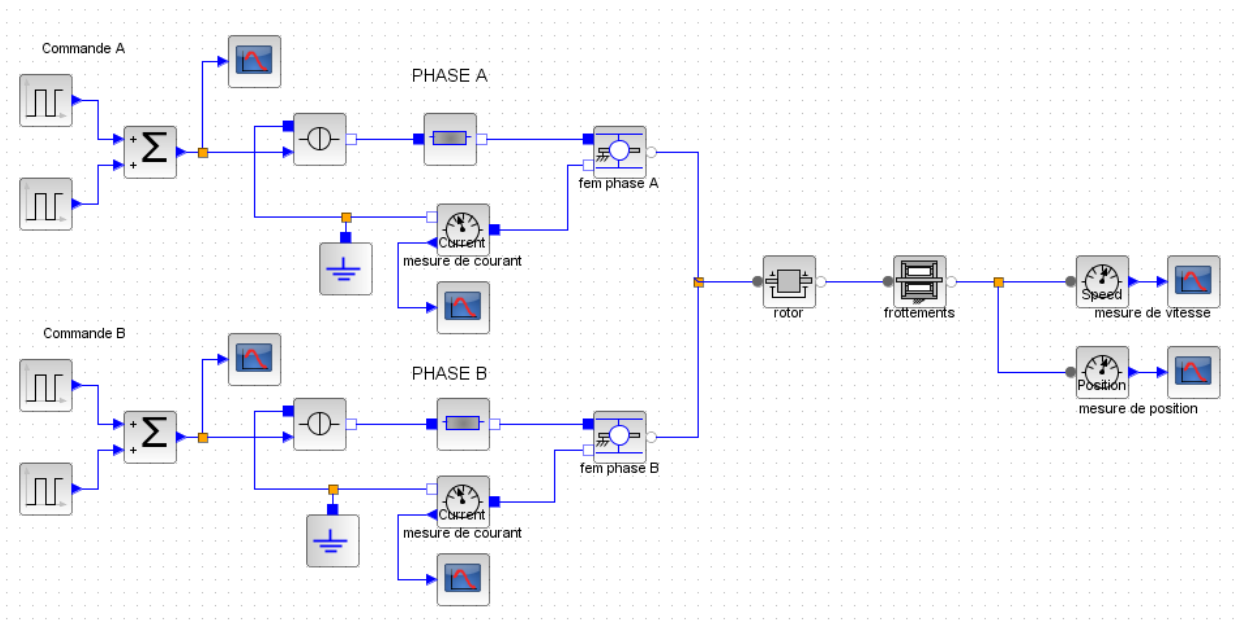 Commande A
PHASE A
+
Σ
+
fem phase A
Current
mesure de courant
rotor
frottements
Speed
mesure de vitesse
Commande B
PHASE B
Position
mesure de position
+
Σ
+
fem phase B
Current
mesure de courant